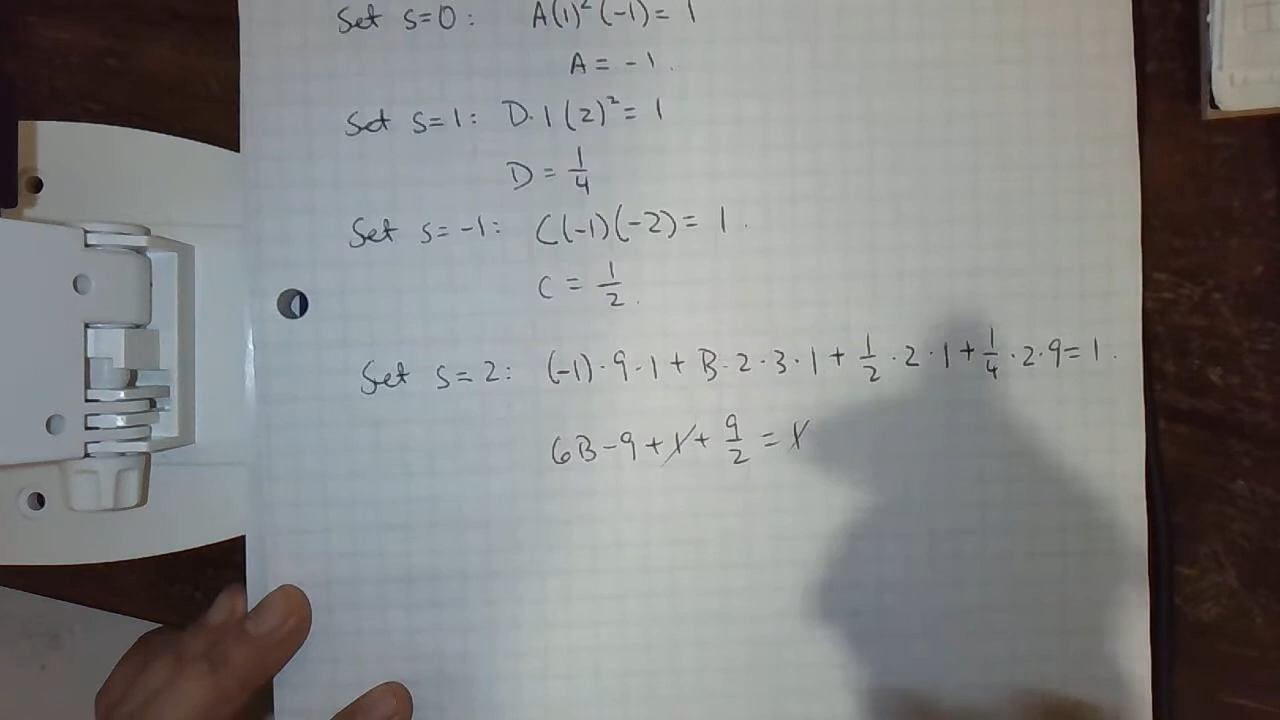 Set s=0: A(1)²(-1)= 1
A = -1.
Set s=1: D·1(2)²= 1
D = 1/4
Set s=-1: C(-1)(-2)= 1.
C = 1/2.
Set s=2: (-1)·9·1 + B·2·3·1 + 1/2·2·1 + 1/4·2·9=1.
6B-9+1+9/2=1